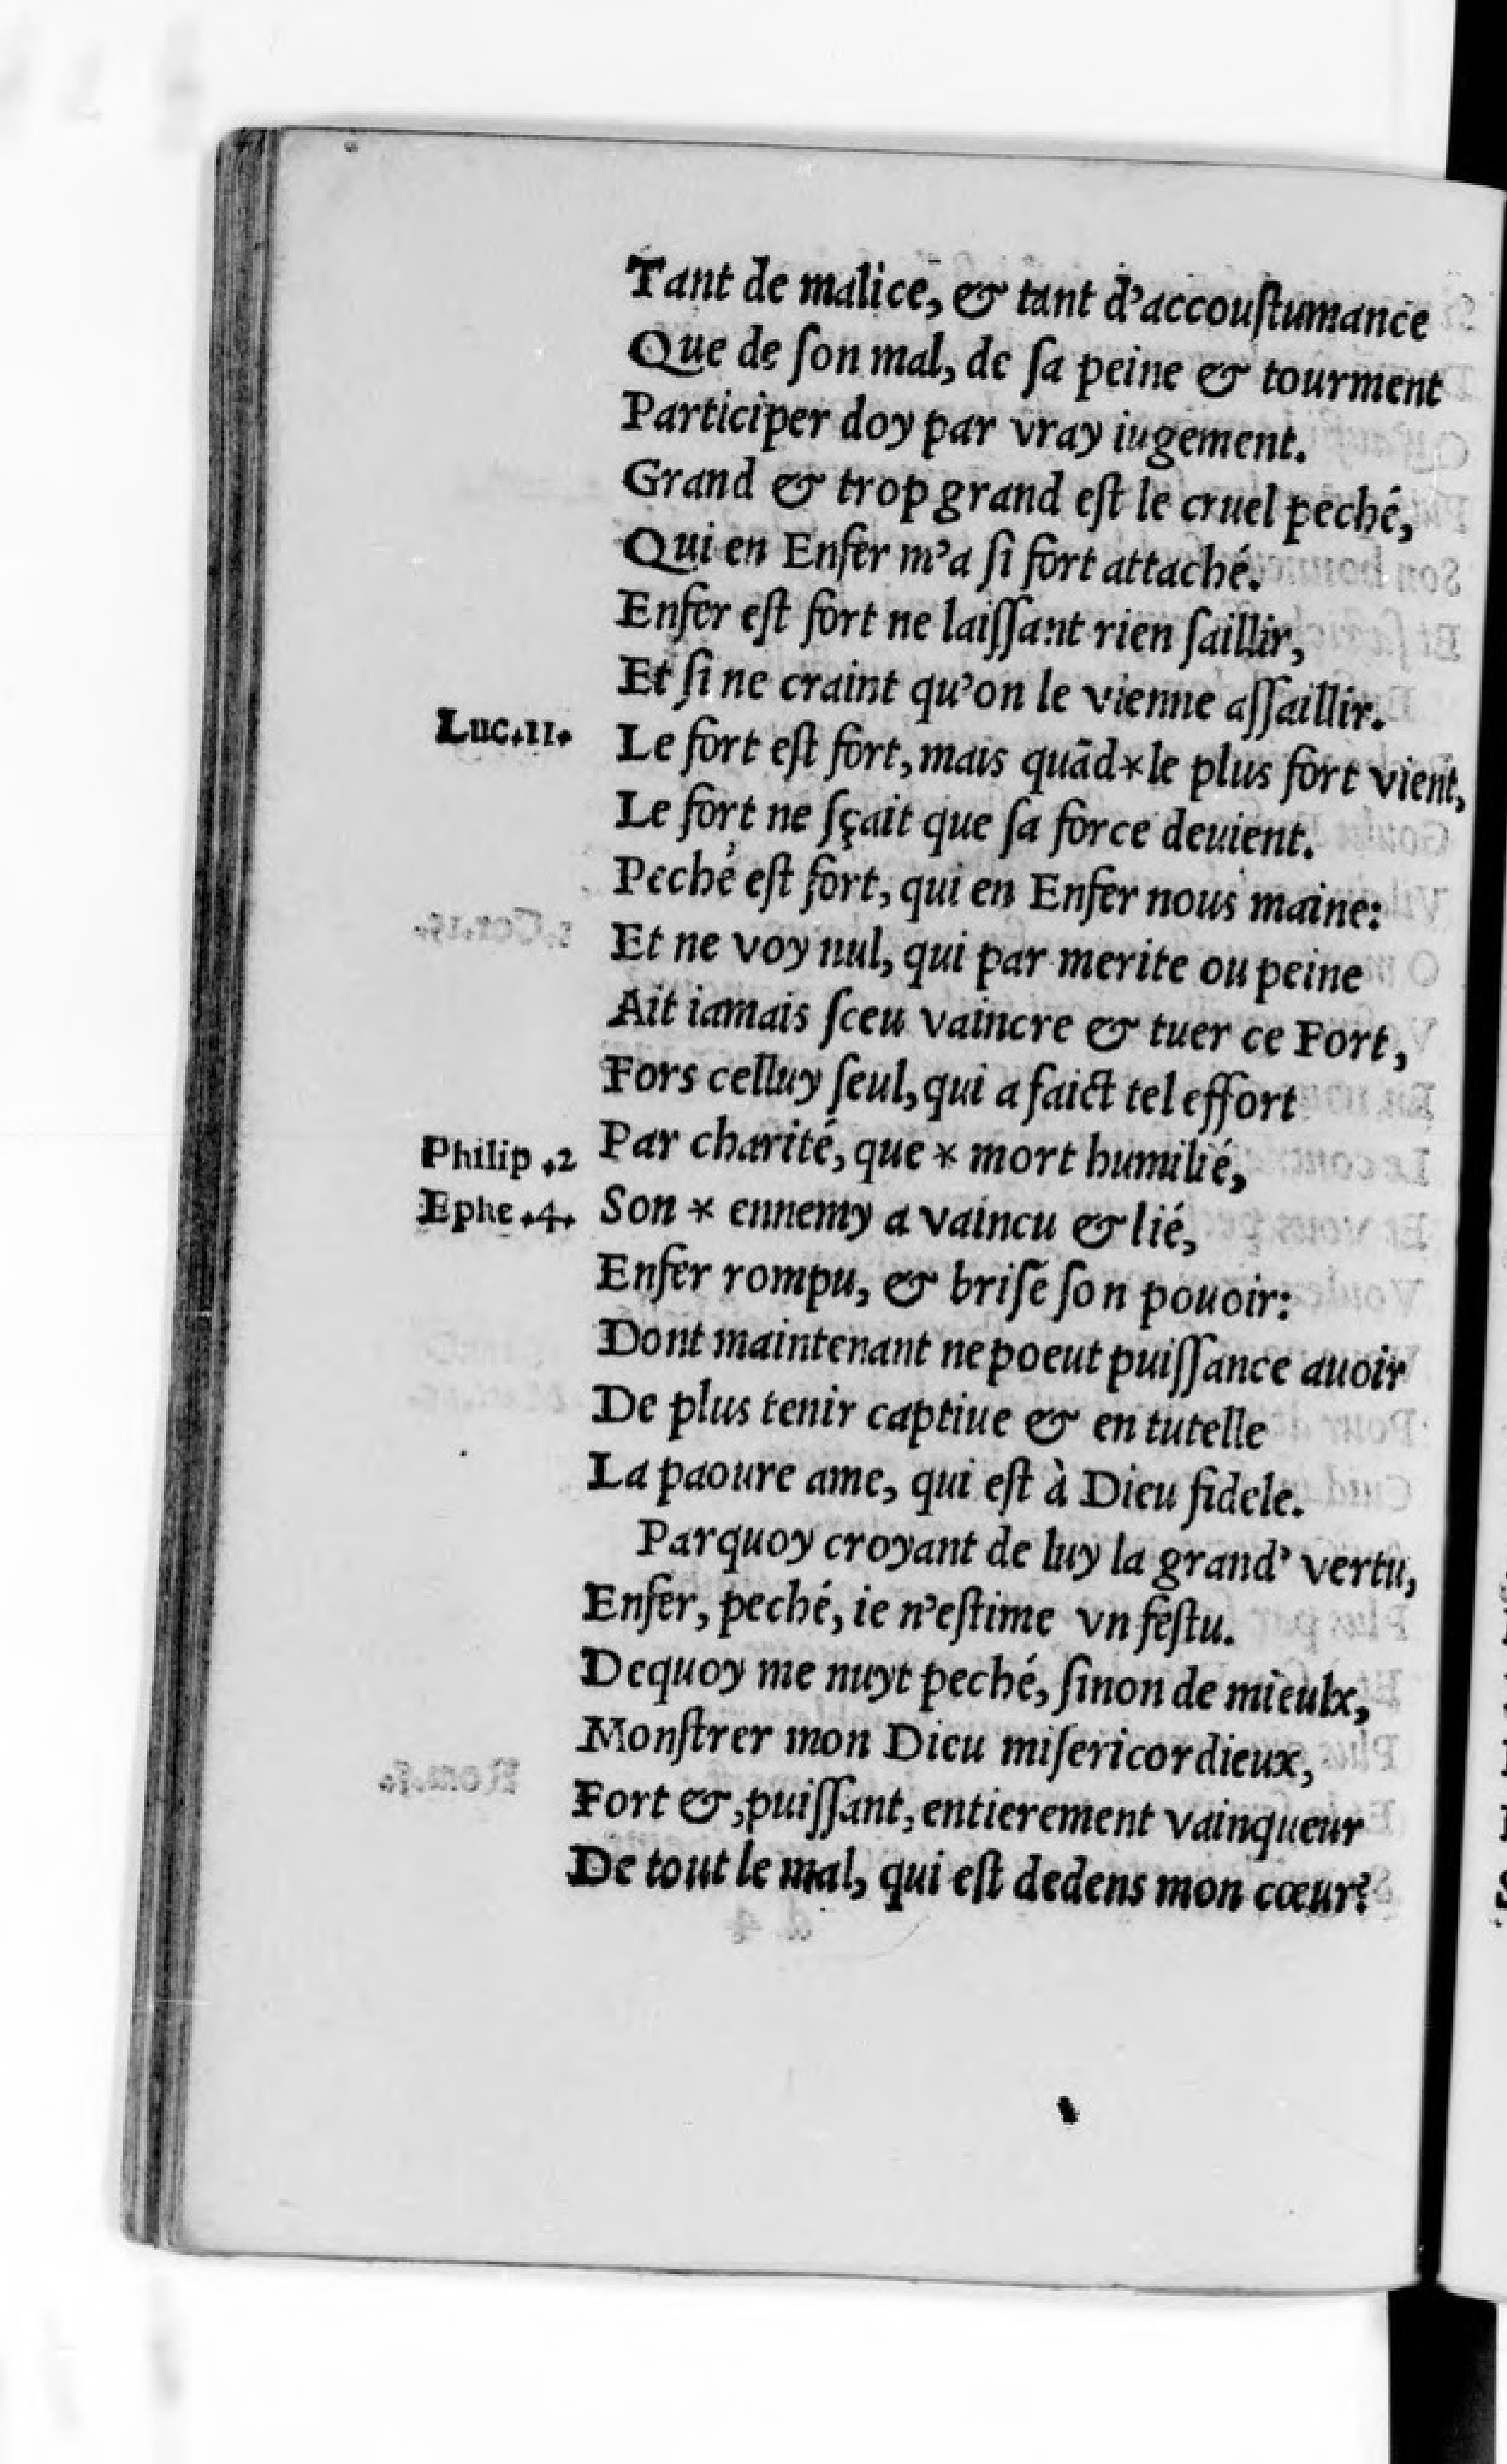 Tant de malice, & tant d'accouſtumance
Que de ſon mal, de ſa peine & tourment
Participer doy par vray iugement.
Grand & trop grand eſt le cruel peché,
Qui en Enfer m'a ſi fort attaché.
Enfer eſt fort ne laiſſant rien ſaillir,
Et ſi ne craint qu'on le vienne aſſaillir.
Luc.11. Le fort eſt fort, mais quãd*le plus fort vient,
Le fort ne ſçait que ſa force deuient.
Peché eſt fort, qui en Enfer nous maine:
Et ne voy nul, qui par merite ou peine
Ait iamais ſceu vaincre & tuer ce Fort,
Fors celluy ſeul, qui a faict tel effort
Philip .2 Par charité, que * mort humilié,
Ephe .4. Son * ennemy a vaincu & lié,
Enfer rompu, & briſé ſon pouoir:
Dont maintenant ne poeut puiſſance auoir
De plus tenir captiue & en tutelle
La paoure ame, qui eſt à Dieu fidele.
Parquoy croyant de luy la grand' vertu,
Enfer, peché, ie n'eſtime vn feſtu.
Dequoy me nuyt peché, ſinon de mieulx,
Monſtrer mon Dieu miſericordieux,
Fort &, puiſſant, entierement vainqueur
De tout le mal, qui eſt dedens mon cœur?